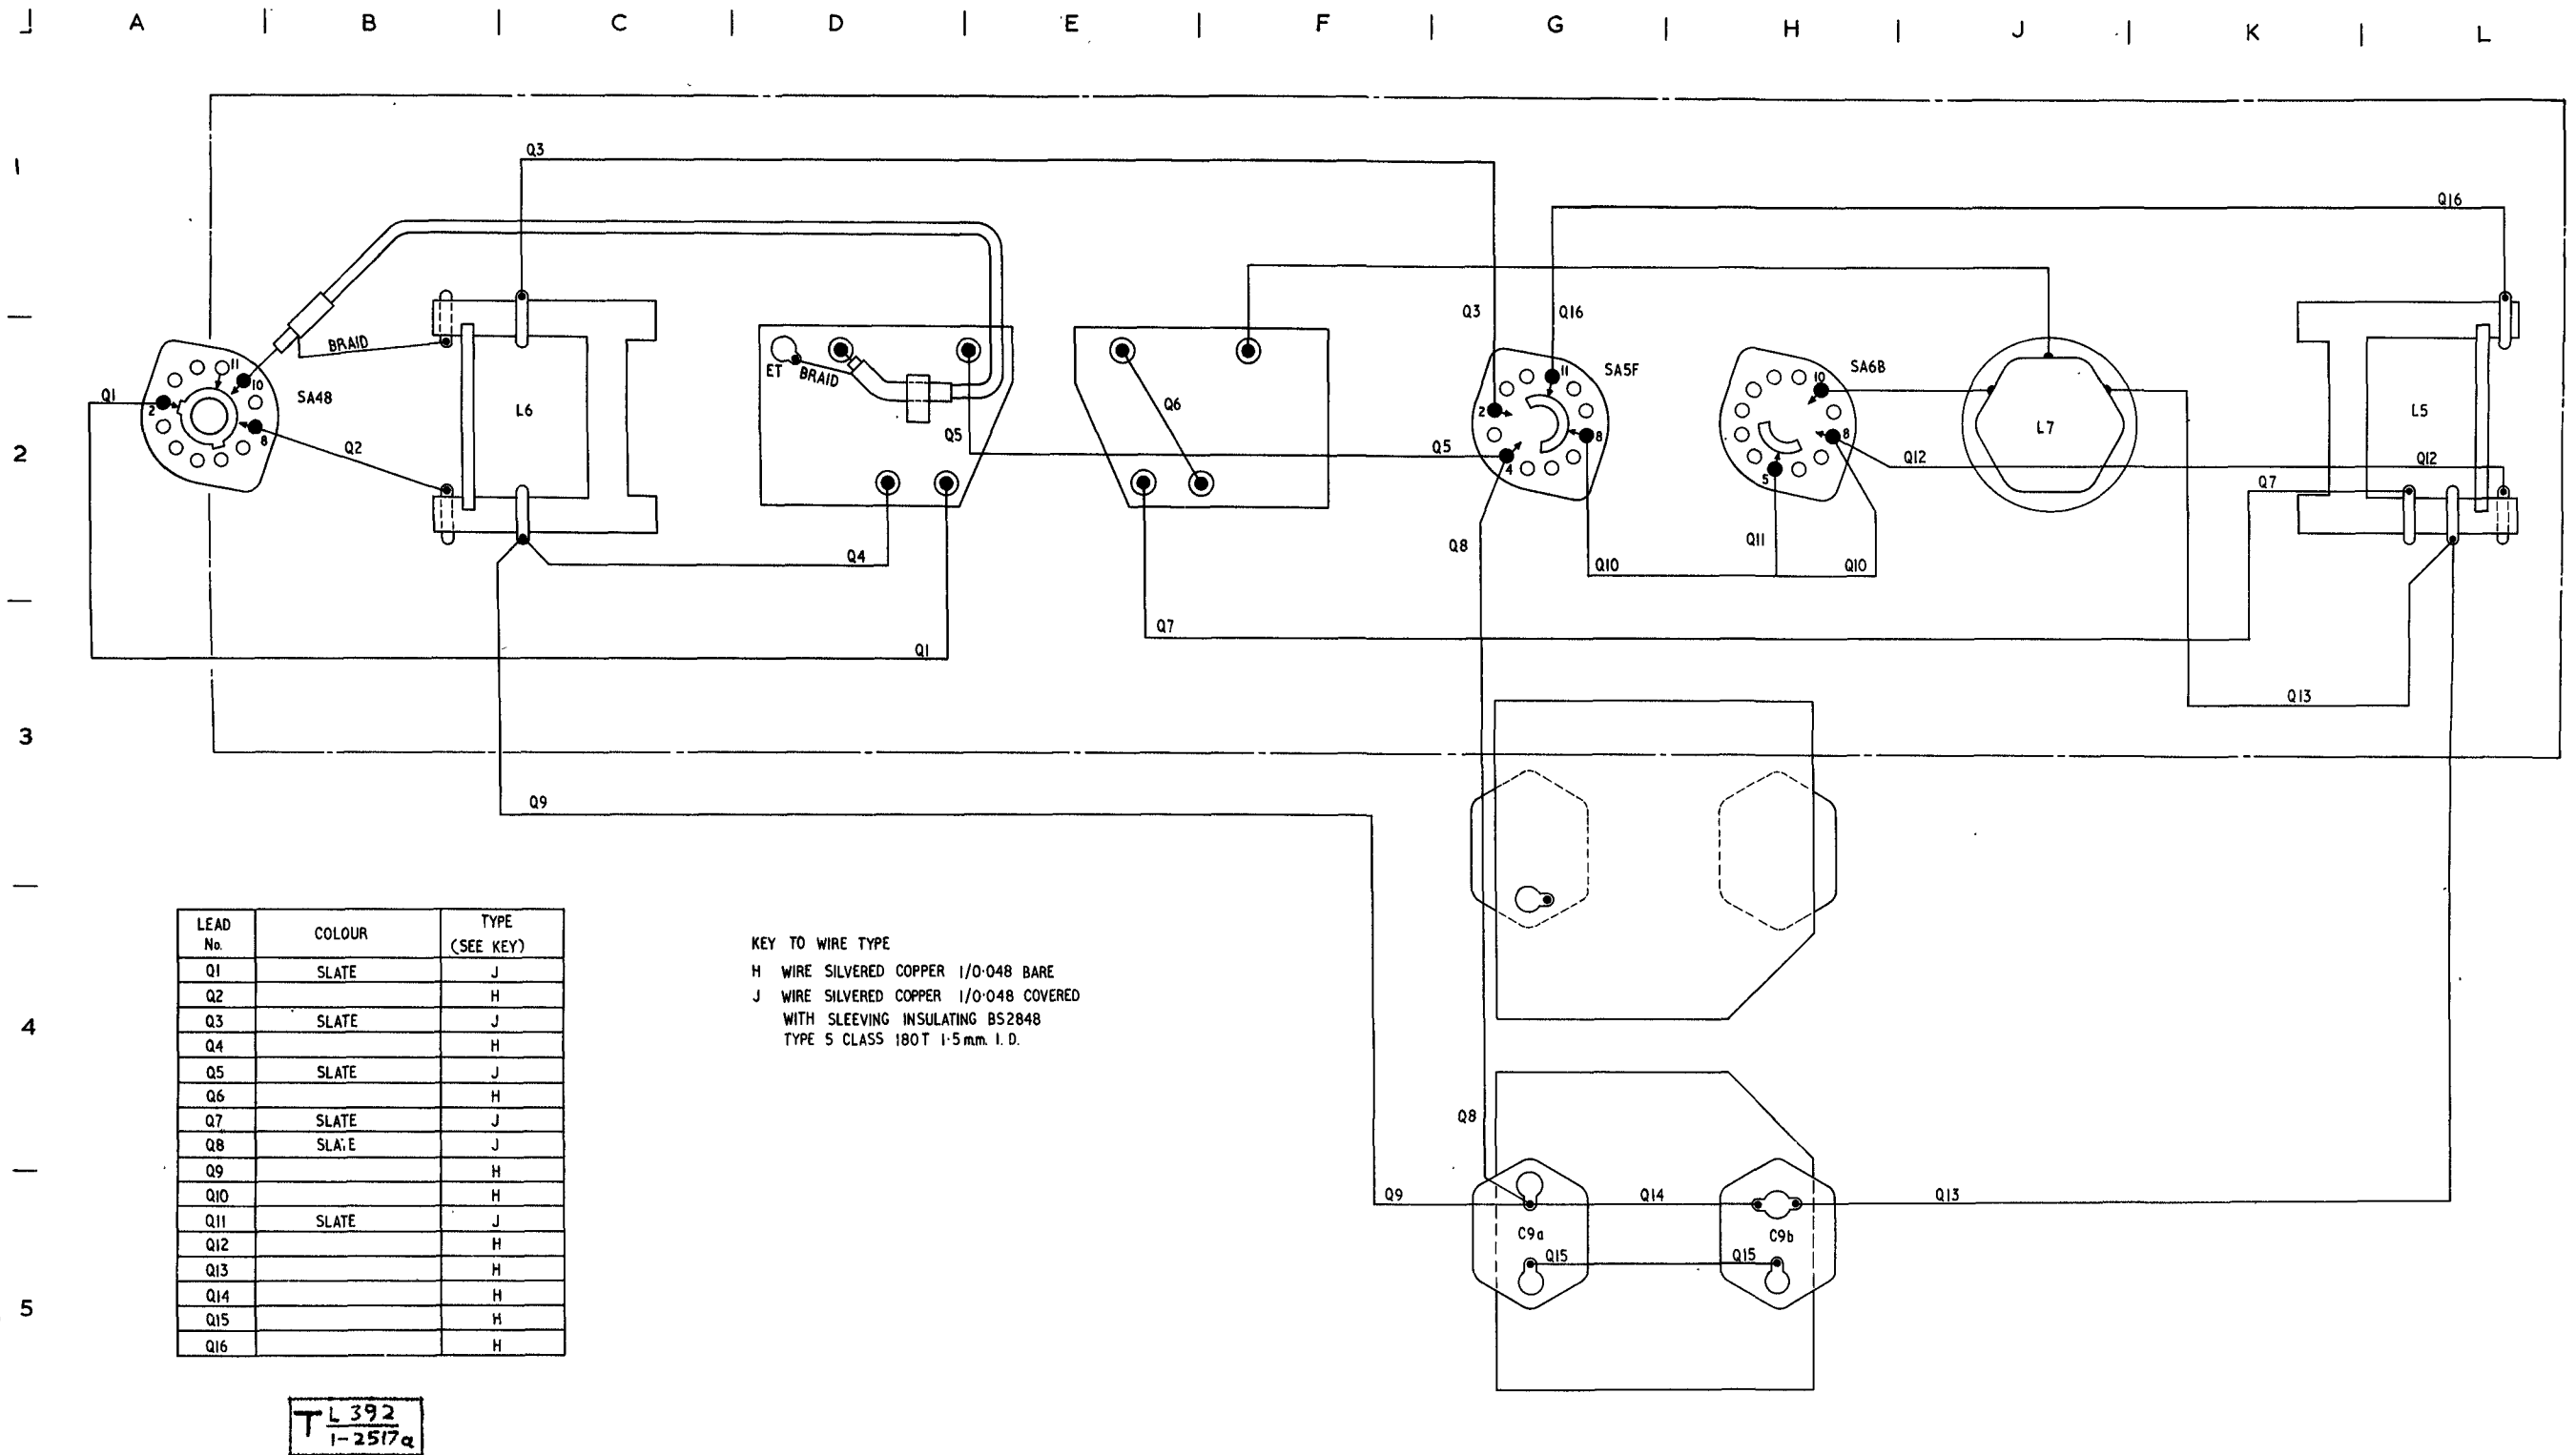 A B C D E F G H J K L
1
Q3
Q16
Q3 Q16
BRAID
11
10
2
8
SA48
Q1
Q2
L6
ET BRAID
Q5
Q6
Q5
11
2
8
4
SA5F
10
8
5
SA6B
L7
L5
2
Q12
Q12
Q7
Q4
Q8
Q10
Q11
Q10
Q7
Q1
Q13
3
Q9
LEAD No. COLOUR TYPE (SEE KEY)
Q1 SLATE J
Q2 H
Q3 SLATE J
Q4 H
Q5 SLATE J
Q6 H
Q7 SLATE J
Q8 SLATE J
Q9 H
Q10 H
Q11 SLATE J
Q12 H
Q13 H
Q14 H
Q15 H
Q16 H
KEY TO WIRE TYPE
H WIRE SILVERED COPPER 1/0·048 BARE
J WIRE SILVERED COPPER 1/0·048 COVERED
WITH SLEEVING INSULATING BS2848
TYPE 5 CLASS 180T 1·5mm. I.D.
4
Q8
Q9
Q14
Q13
C9a
C9b
Q15
Q15
5
T L 392
1-2517a